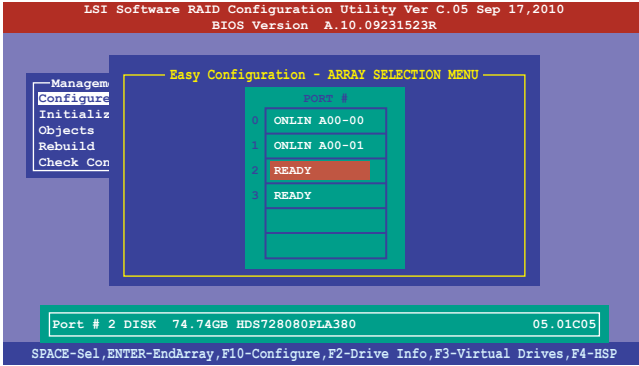 LSI Software RAID Configuration Utility Ver C.05 Sep 17,2010
BIOS Version A.10.09231523R
Managem
Configure
Initializ
Objects
Rebuild
Check Con
Easy Configuration - ARRAY SELECTION MENU
PORT #
0 ONLIN A00-00
1 ONLIN A00-01
2 READY
3 READY
Port # 2 DISK 74.74GB HDS728080PLA380 05.01C05
SPACE-Sel,ENTER-EndArray,F10-Configure,F2-Drive Info,F3-Virtual Drives,F4-HSP